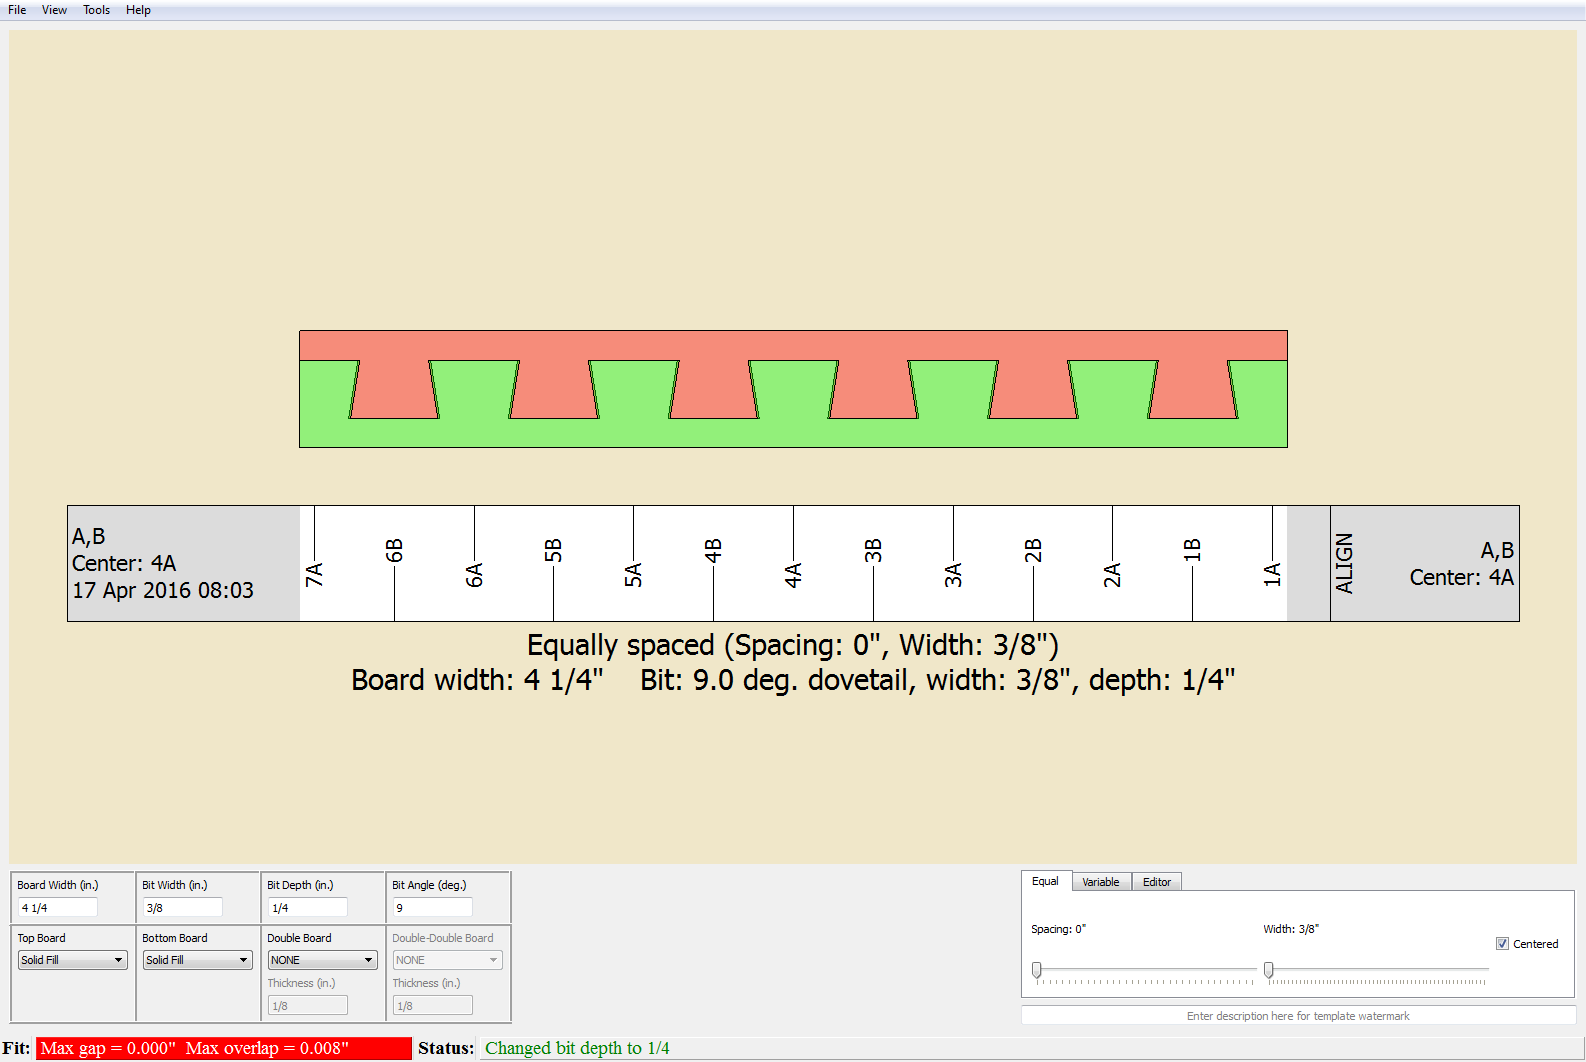 File View Tools Help
A,B
Center: 4A
17 Apr 2016 08:03
7A 6B 6A 5B 5A 4B 4A 3B 3A 2B 2A 1B 1A
ALIGN
A,B
Center: 4A
Equally spaced (Spacing: 0", Width: 3/8")
Board width: 4 1/4" Bit: 9.0 deg. dovetail, width: 3/8", depth: 1/4"
Board Width (in.) Bit Width (in.) Bit Depth (in.) Bit Angle (deg.)
4 1/4 3/8 1/4 9
Top Board Bottom Board Double Board Double-Double Board
Solid Fill Solid Fill NONE NONE
Thickness (in.) Thickness (in.)
1/8 1/8
Equal Variable Editor
Spacing: 0" Width: 3/8"
Centered
Enter description here for template watermark
Fit: Max gap = 0.000" Max overlap = 0.008" Status: Changed bit depth to 1/4